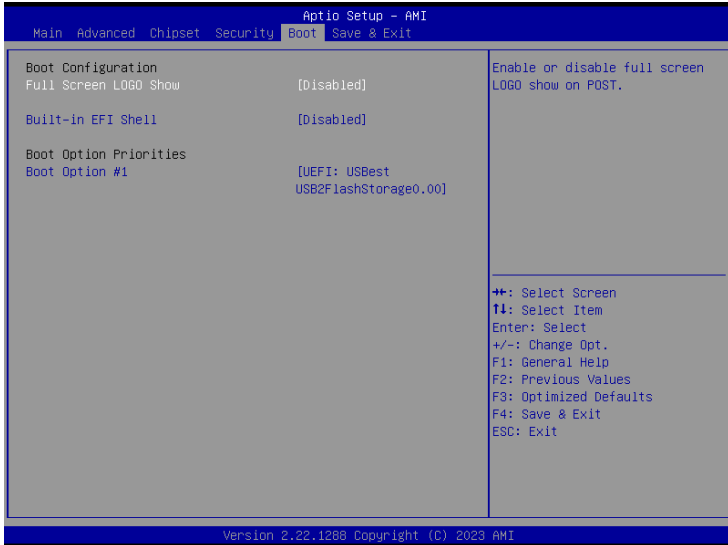 Aptio Setup – AMI
Main Advanced Chipset Security Boot Save & Exit
Boot Configuration
Full Screen LOGO Show [Disabled]
Built-in EFI Shell [Disabled]
Boot Option Priorities
Boot Option #1 [UEFI: USBest
USB2FlashStorage0.00]
Enable or disable full screen
LOGO show on POST.
→←: Select Screen
↑↓: Select Item
Enter: Select
+/-: Change Opt.
F1: General Help
F2: Previous Values
F3: Optimized Defaults
F4: Save & Exit
ESC: Exit
Version 2.22.1288 Copyright (C) 2023 AMI